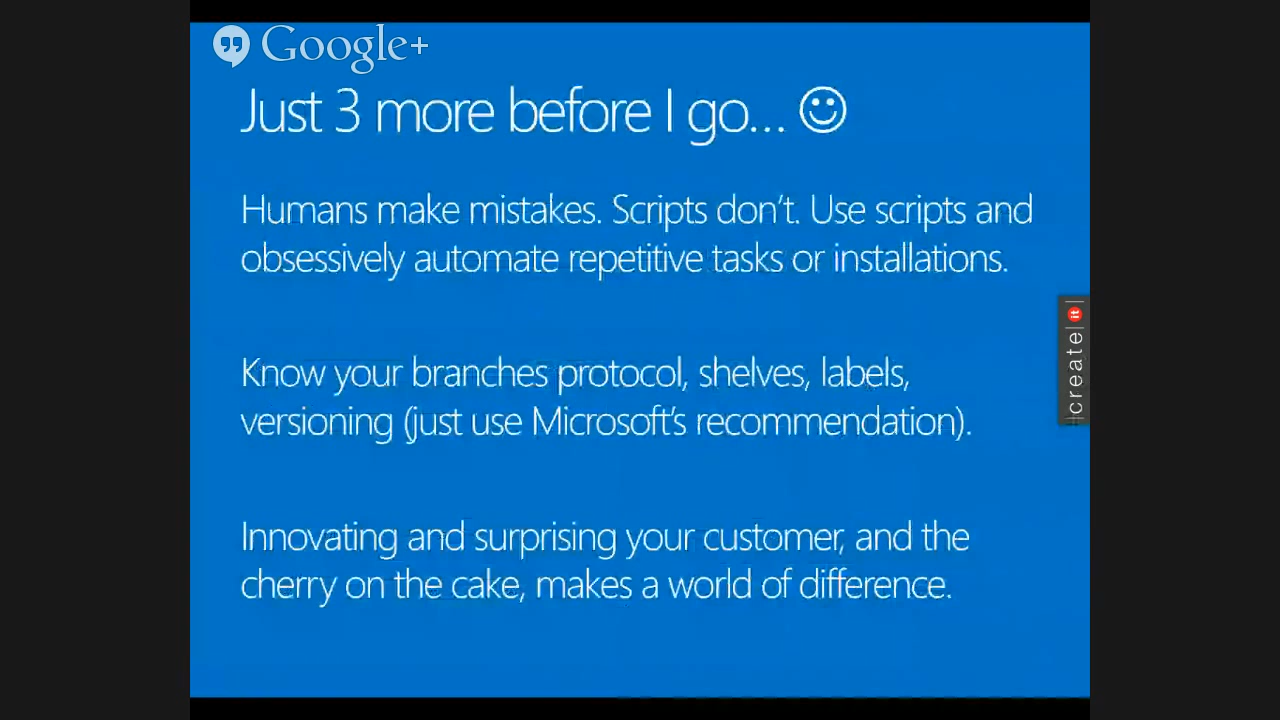 Google+
Just 3 more before I go... ☺
Humans make mistakes. Scripts don't. Use scripts and
obsessively automate repetitive tasks or installations.
Know your branches protocol, shelves, labels,
versioning (just use Microsoft's recommendation).
Innovating and surprising your customer, and the
cherry on the cake, makes a world of difference.
|create|it|